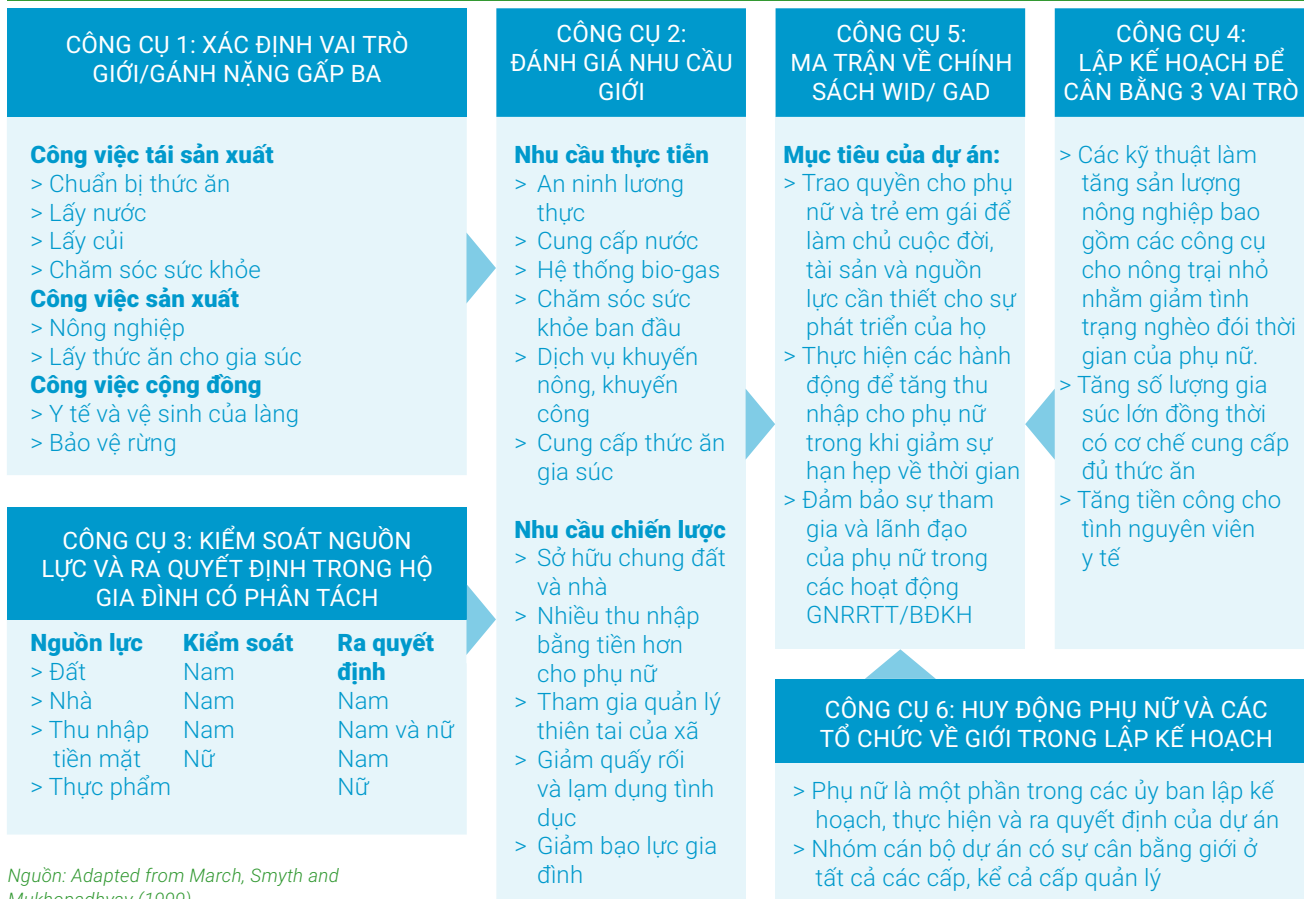 CÔNG CỤ 1: XÁC ĐỊNH VAI TRÒ
GIỚI/GÁNH NẶNG GẤP BA
Công việc tái sản xuất
> Chuẩn bị thức ăn
> Lấy nước
> Lấy củi
> Chăm sóc sức khỏe
Công việc sản xuất
> Nông nghiệp
> Lấy thức ăn cho gia súc
Công việc cộng đồng
> Y tế và vệ sinh của làng
> Bảo vệ rừng
CÔNG CỤ 3: KIỂM SOÁT NGUỒN
LỰC VÀ RA QUYẾT ĐỊNH TRONG HỘ
GIA ĐÌNH CÓ PHÂN TÁCH
Nguồn lực Kiểm soát Ra quyết
> Đất Nam định
> Nhà Nam Nam
> Thu nhập Nam Nam và nữ
tiền mặt Nữ Nam
> Thực phẩm Nữ
Nguồn: Adapted from March, Smyth and
Mukhopadhyay (1999)
CÔNG CỤ 2:
ĐÁNH GIÁ NHU CẦU
GIỚI
Nhu cầu thực tiễn
> An ninh lương
thực
> Cung cấp nước
> Hệ thống bio-gas
> Chăm sóc sức
khỏe ban đầu
> Dịch vụ khuyến
nông, khuyến
công
> Cung cấp thức ăn
gia súc
Nhu cầu chiến lược
> Sở hữu chung đất
và nhà
> Nhiều thu nhập
bằng tiền hơn
cho phụ nữ
> Tham gia quản lý
thiên tai của xã
> Giảm quấy rối
và lạm dụng tình
dục
> Giảm bạo lực gia
đình
CÔNG CỤ 5:
MA TRẬN VỀ CHÍNH
SÁCH WID/ GAD
Mục tiêu của dự án:
> Trao quyền cho phụ
nữ và trẻ em gái để
làm chủ cuộc đời,
tài sản và nguồn
lực cần thiết cho sự
phát triển của họ
> Thực hiện các hành
động để tăng thu
nhập cho phụ nữ
trong khi giảm sự
hạn hẹp về thời gian
> Đảm bảo sự tham
gia và lãnh đạo
của phụ nữ trong
các hoạt động
GNRRTT/BĐKH
CÔNG CỤ 4:
LẬP KẾ HOẠCH ĐỂ
CÂN BẰNG 3 VAI TRÒ
> Các kỹ thuật làm
tăng sản lượng
nông nghiệp bao
gồm các công cụ
cho nông trại nhỏ
nhằm giảm tình
trạng nghèo đói thời
gian của phụ nữ.
> Tăng số lượng gia
súc lớn đồng thời
có cơ chế cung cấp
đủ thức ăn
> Tăng tiền công cho
tình nguyên viên
y tế
CÔNG CỤ 6: HUY ĐỘNG PHỤ NỮ VÀ CÁC
TỔ CHỨC VỀ GIỚI TRONG LẬP KẾ HOẠCH
> Phụ nữ là một phần trong các ủy ban lập kế
hoạch, thực hiện và ra quyết định của dự án
> Nhóm cán bộ dự án có sự cân bằng giới ở
tất cả các cấp, kể cả cấp quản lý